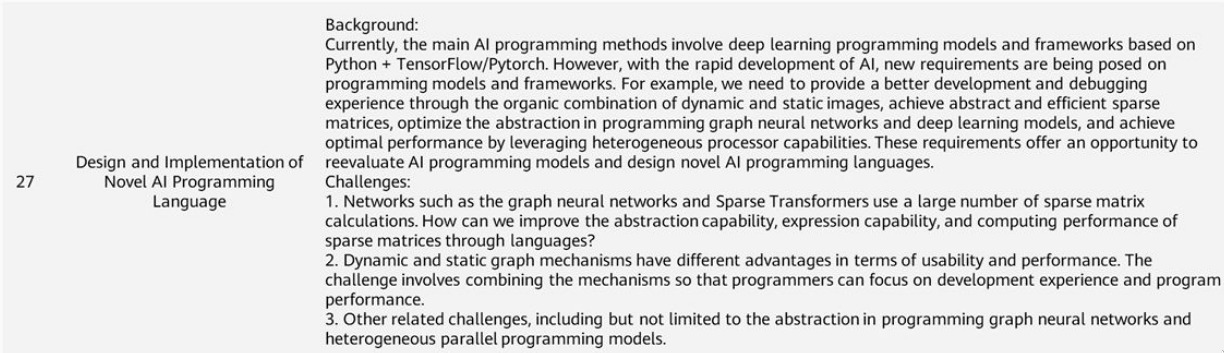 27
Design and Implementation of
Novel AI Programming
Language
Background:
Currently, the main AI programming methods involve deep learning programming models and frameworks based on
Python + TensorFlow/Pytorch. However, with the rapid development of AI, new requirements are being posed on
programming models and frameworks. For example, we need to provide a better development and debugging
experience through the organic combination of dynamic and static images, achieve abstract and efficient sparse
matrices, optimize the abstraction in programming graph neural networks and deep learning models, and achieve
optimal performance by leveraging heterogeneous processor capabilities. These requirements offer an opportunity to
reevaluate AI programming models and design novel AI programming languages.
Challenges:
1. Networks such as the graph neural networks and Sparse Transformers use a large number of sparse matrix
calculations. How can we improve the abstraction capability, expression capability, and computing performance of
sparse matrices through languages?
2. Dynamic and static graph mechanisms have different advantages in terms of usability and performance. The
challenge involves combining the mechanisms so that programmers can focus on development experience and program
performance.
3. Other related challenges, including but not limited to the abstraction in programming graph neural networks and
heterogeneous parallel programming models.